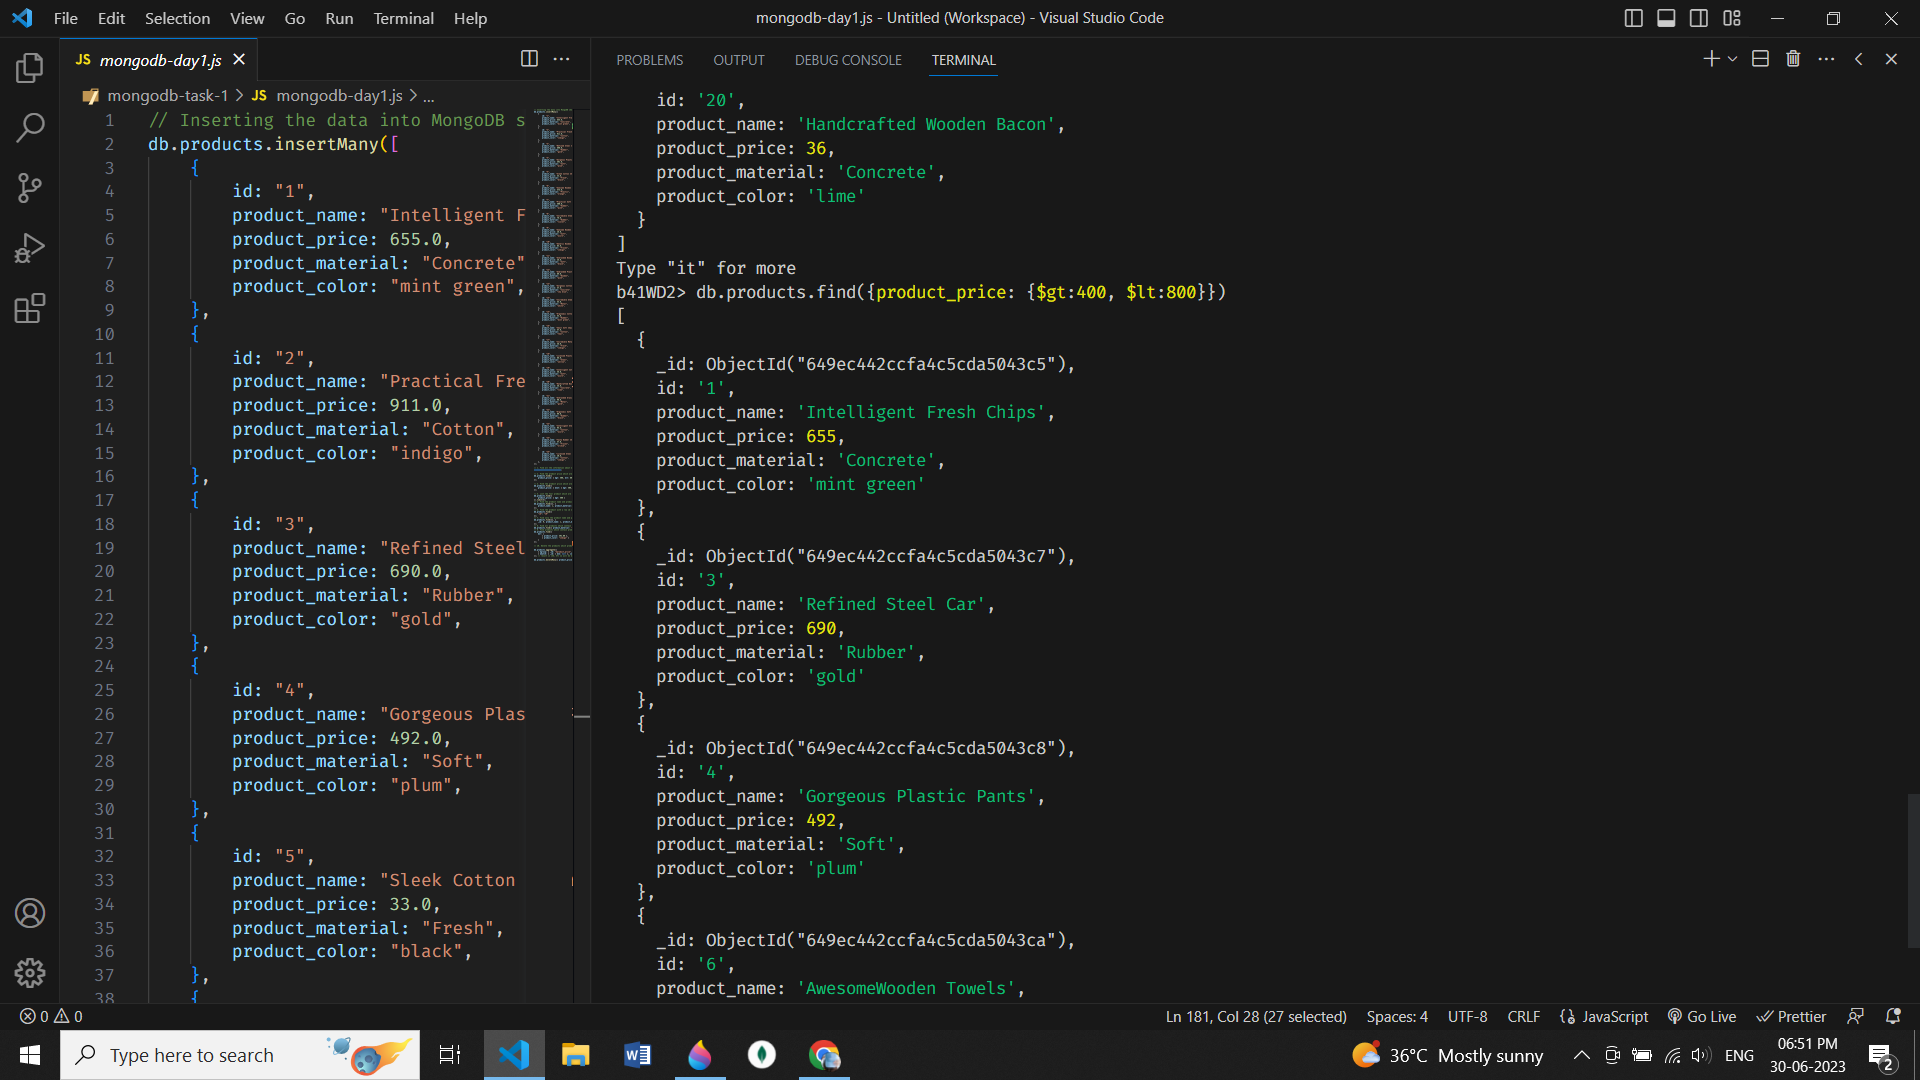 File Edit Selection View Go Run Terminal Help
mongodb-day1.js - Untitled (Workspace) - Visual Studio Code
JS mongodb-day1.js
mongodb-task-1 > JS mongodb-day1.js > ...
1 // Inserting the data into MongoDB s
2 db.products.insertMany([
3 {
4 id: "1",
5 product_name: "Intelligent F
6 product_price: 655.0,
7 product_material: "Concrete"
8 product_color: "mint green",
9 },
10 {
11 id: "2",
12 product_name: "Practical Fre
13 product_price: 911.0,
14 product_material: "Cotton",
15 product_color: "indigo",
16 },
17 {
18 id: "3",
19 product_name: "Refined Steel
20 product_price: 690.0,
21 product_material: "Rubber",
22 product_color: "gold",
23 },
24 {
25 id: "4",
26 product_name: "Gorgeous Plas
27 product_price: 492.0,
28 product_material: "Soft",
29 product_color: "plum",
30 },
31 {
32 id: "5",
33 product_name: "Sleek Cotton
34 product_price: 33.0,
35 product_material: "Fresh",
36 product_color: "black",
37 },
38 {
PROBLEMS OUTPUT DEBUG CONSOLE TERMINAL
id: '20',
product_name: 'Handcrafted Wooden Bacon',
product_price: 36,
product_material: 'Concrete',
product_color: 'lime'
}
]
Type "it" for more
b41WD2> db.products.find({product_price: {$gt:400, $lt:800}})
[
{
_id: ObjectId("649ec442ccfa4c5cda5043c5"),
id: '1',
product_name: 'Intelligent Fresh Chips',
product_price: 655,
product_material: 'Concrete',
product_color: 'mint green'
},
{
_id: ObjectId("649ec442ccfa4c5cda5043c7"),
id: '3',
product_name: 'Refined Steel Car',
product_price: 690,
product_material: 'Rubber',
product_color: 'gold'
},
{
_id: ObjectId("649ec442ccfa4c5cda5043c8"),
id: '4',
product_name: 'Gorgeous Plastic Pants',
product_price: 492,
product_material: 'Soft',
product_color: 'plum'
},
{
_id: ObjectId("649ec442ccfa4c5cda5043ca"),
id: '6',
product_name: 'AwesomeWooden Towels',
0 0
Ln 181, Col 28 (27 selected) Spaces: 4 UTF-8 CRLF {} JavaScript Go Live Prettier
Type here to search
36°C Mostly sunny
ENG
06:51 PM
30-06-2023
2